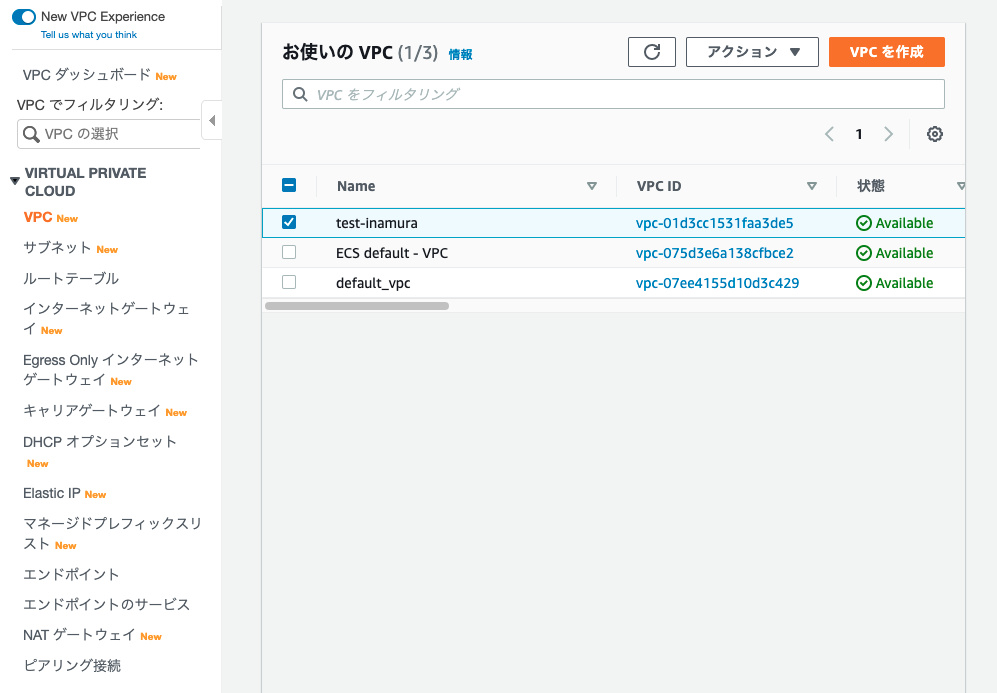 New VPC Experience
Tell us what you think
VPC ダッシュボード New
VPC でフィルタリング:
VPC の選択
VIRTUAL PRIVATE
CLOUD
VPC New
サブネット New
ルートテーブル
インターネットゲートウェ
イ New
Egress Only インターネット
ゲートウェイ New
キャリアゲートウェイ New
DHCP オプションセット
New
Elastic IP New
マネージドプレフィックスリ
スト New
エンドポイント
エンドポイントのサービス
NAT ゲートウェイ New
ピアリング接続
お使いの VPC (1/3) 情報
アクション
VPC を作成
VPC をフィルタリング
1
Name VPC ID 状態
test-inamura vpc-01d3cc1531faa3de5 Available
ECS default - VPC vpc-075d3e6a138cfbce2 Available
default_vpc vpc-07ee4155d10d3c429 Available